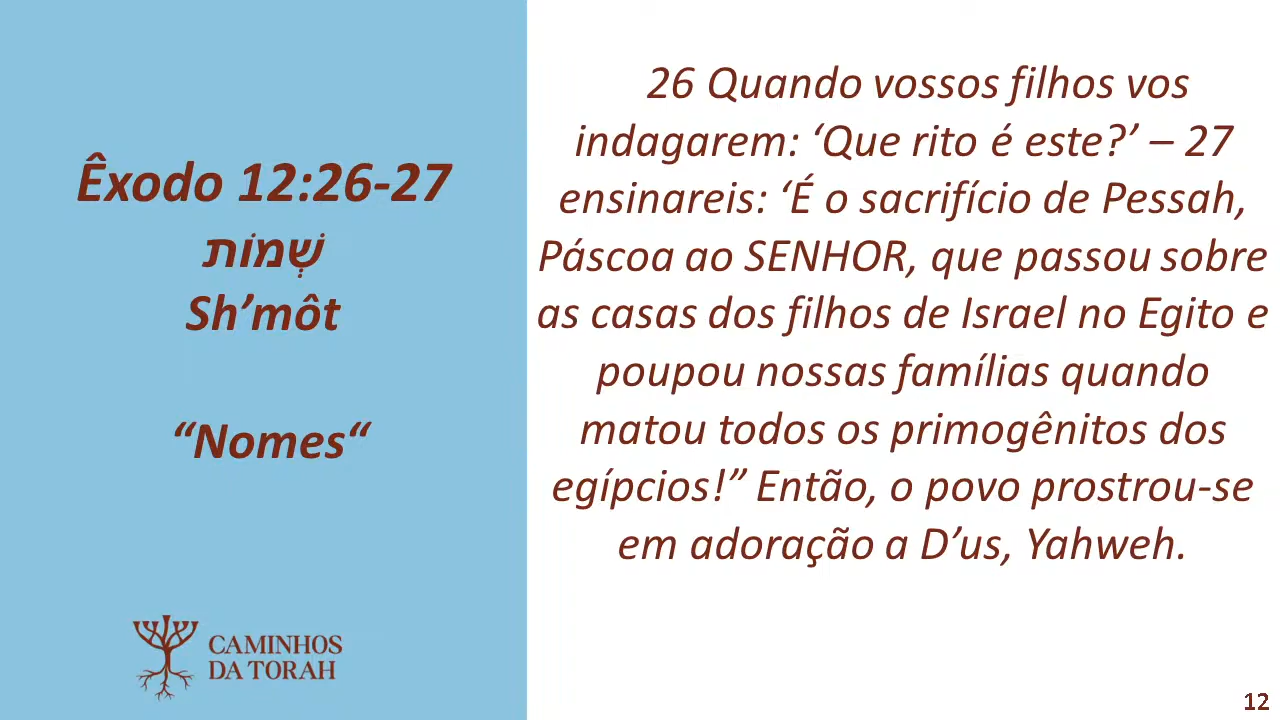 Êxodo 12:26-27
שְׁמוֹת
Sh’môt
“Nomes“
CAMINHOS
DA TORAH
26 Quando vossos filhos vos
indagarem: ‘Que rito é este?’ – 27
ensinareis: ‘É o sacrifício de Pessah,
Páscoa ao SENHOR, que passou sobre
as casas dos filhos de Israel no Egito e
poupou nossas famílias quando
matou todos os primogênitos dos
egípcios!” Então, o povo prostrou-se
em adoração a D’us, Yahweh.
12